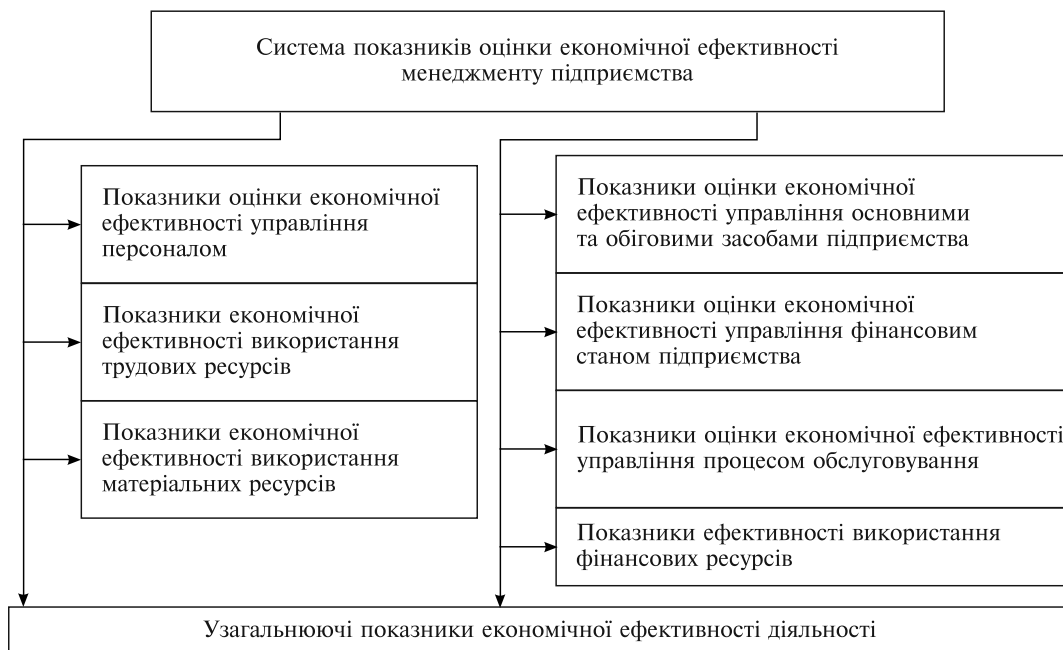 Система показників оцінки економічної ефективності
менеджменту підприємства
Показники оцінки економічної
ефективності управління
персоналом
Показники економічної
ефективності використання
трудових ресурсів
Показники економічної
ефективності використання
матеріальних ресурсів
Показники оцінки економічної
ефективності управління основними
та обіговими засобами підприємства
Показники оцінки економічної
ефективності управління фінансовим
станом підприємства
Показники оцінки економічної ефективності
управління процесом обслуговування
Показники ефективності використання
фінансових ресурсів
Узагальнюючі показники економічної ефективності діяльності